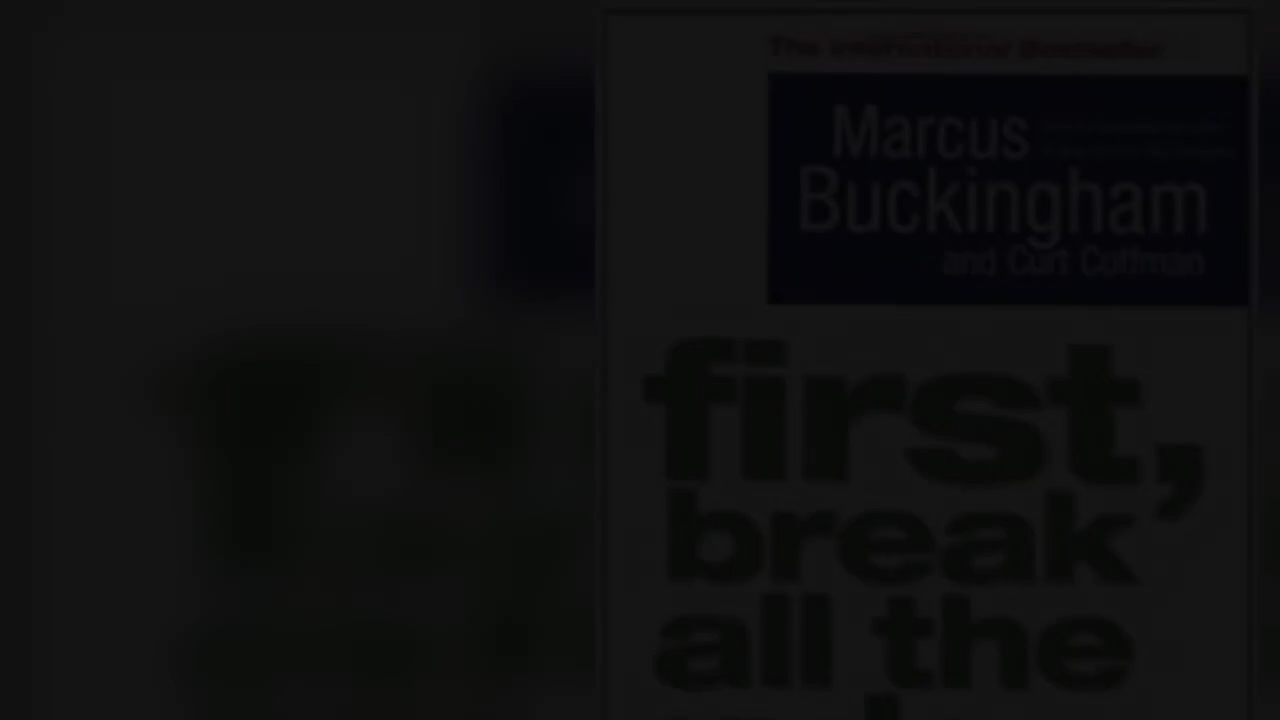 The International Bestseller
Marcus
Buckingham
and Curt Coffman
first,
break
all the